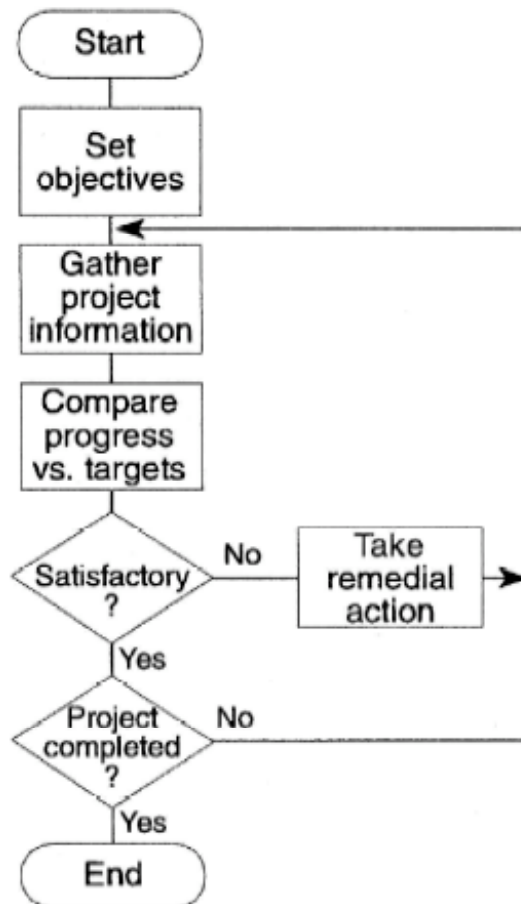 Start
Set
objectives
Gather
project
information
Compare
progress
vs. targets
Satisfactory
?
No
Take
remedial
action
Yes
Project
completed
?
No
Yes
End